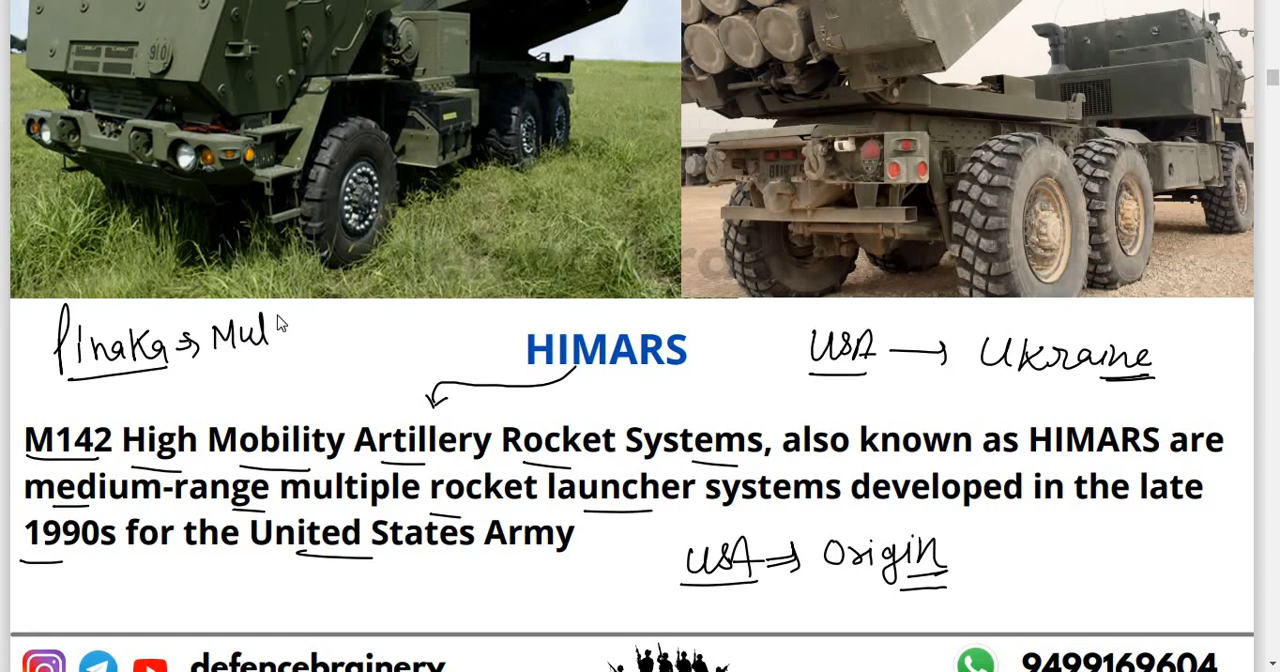 90
Pinaka => Mul
HIMARS
USA → Ukraine
M142 High Mobility Artillery Rocket Systems, also known as HIMARS are
medium-range multiple rocket launcher systems developed in the late
1990s for the United States Army
USA => Origin
defencebrainery
9499169604